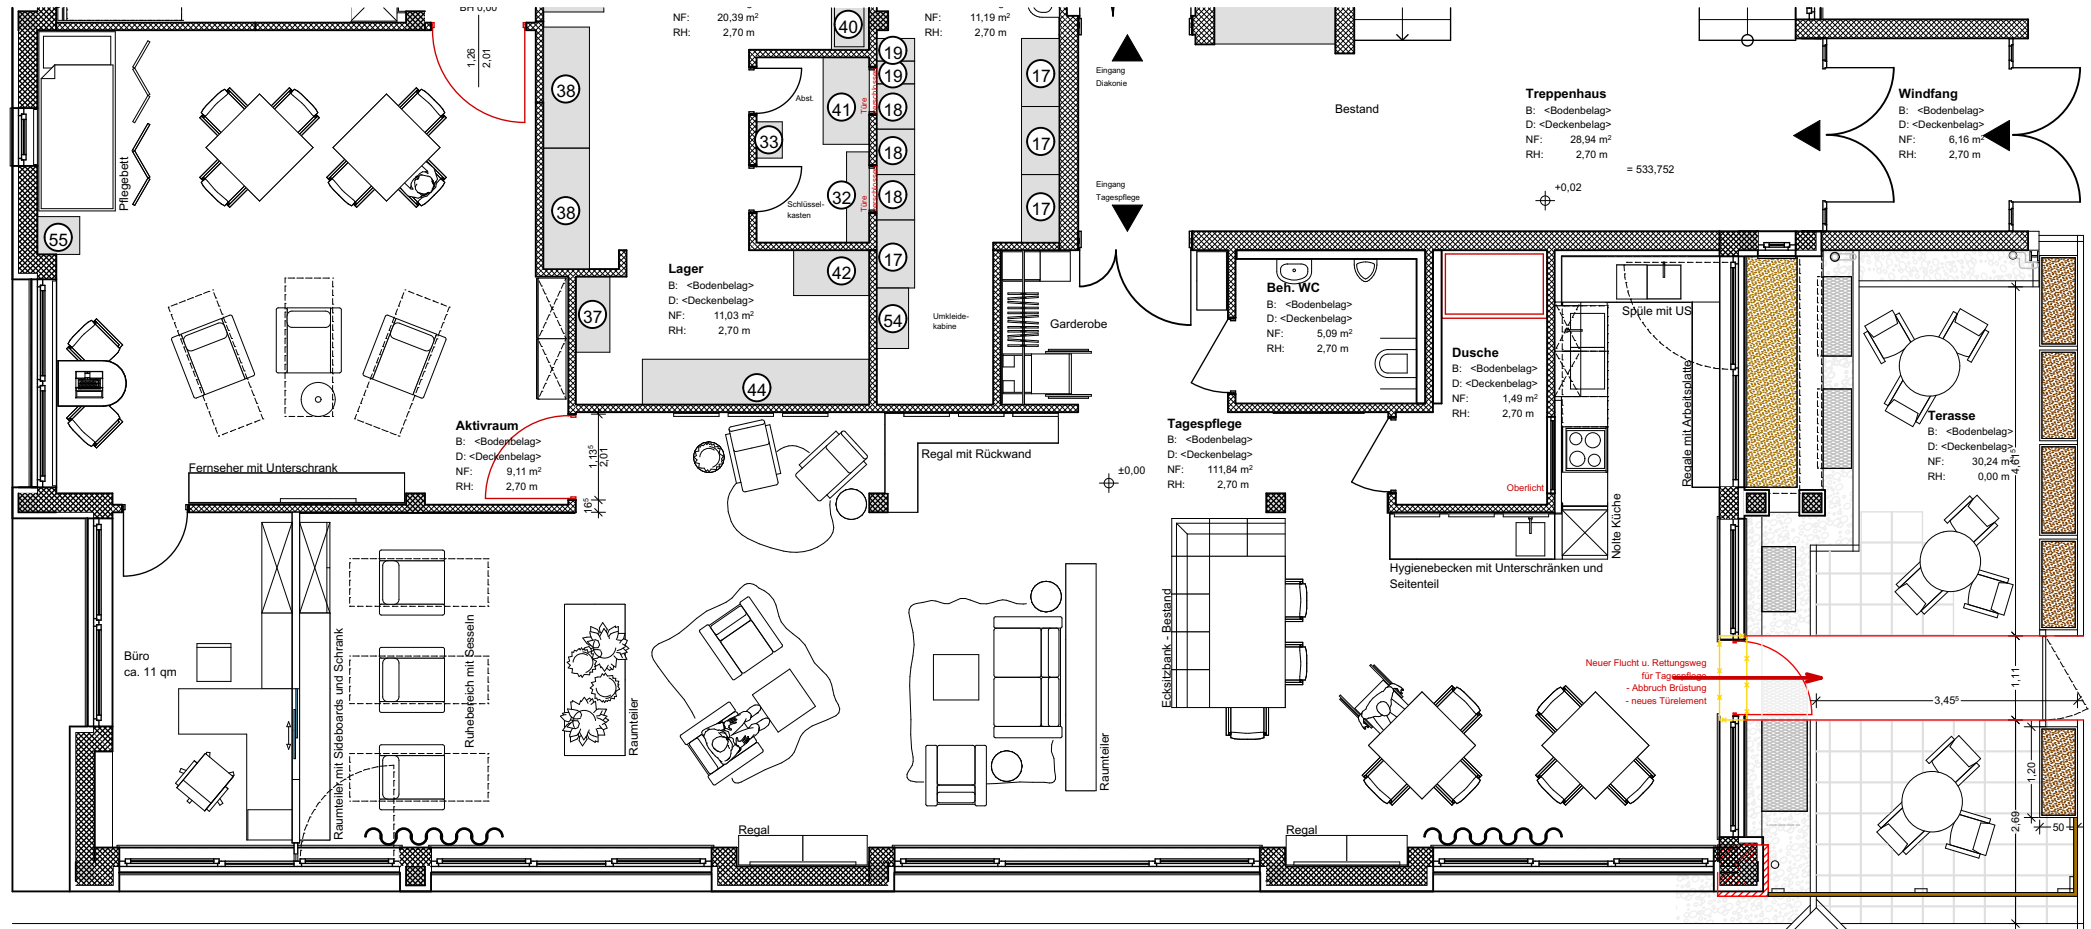 BH 0,00
1,26
2,01
NF: 20,39 m²
RH: 2,70 m
NF: 11,19 m²
RH: 2,70 m
40
19
19
18
18
18
17
54
17
17
17
38
38
41
33
32
42
37
44
55
Abst.
Schlüssel-
kasten
Türe
Türe
Pflegebett
Eingang
Diakonie
Eingang
Tagespflege
Bestand
Treppenhaus
B: <Bodenbelag>
D: <Deckenbelag>
NF: 28,94 m²
RH: 2,70 m
= 533,752
+0,02
Windfang
B: <Bodenbelag>
D: <Deckenbelag>
NF: 6,16 m²
RH: 2,70 m
Lager
B: <Bodenbelag>
D: <Deckenbelag>
NF: 11,03 m²
RH: 2,70 m
Umkleide-
kabine
Garderobe
Beh. WC
B: <Bodenbelag>
D: <Deckenbelag>
NF: 5,09 m²
RH: 2,70 m
Dusche
B: <Bodenbelag>
D: <Deckenbelag>
NF: 1,49 m²
RH: 2,70 m
Oberlicht
Spüle mit US
Regale mit Arbeitsplatte
Nolte Küche
Terasse
B: <Bodenbelag>
D: <Deckenbelag>
NF: 30,24 m²
RH: 0,00 m
4,61⁵
Aktivraum
B: <Bodenbelag>
D: <Deckenbelag>
NF: 9,11 m²
RH: 2,70 m
1,13⁵
2,01
16⁵
Fernseher mit Unterschrank
Regal mit Rückwand
Tagespflege
B: <Bodenbelag>
D: <Deckenbelag>
NF: 111,84 m²
RH: 2,70 m
±0,00
Hygienebecken mit Unterschränken und
Seitenteil
Büro
ca. 11 qm
Raumteiler mit Sideboards und Schrank
Ruhebereich mit Sesseln
Raumteiler
Raumteiler
Ecksitzbank - Bestand
Neuer Flucht u. Rettungsweg
für Tagespflege
- Abbruch Brüstung
- neues Türelement
3,45⁵
1,11
1,20
2,69
50
Regal
Regal